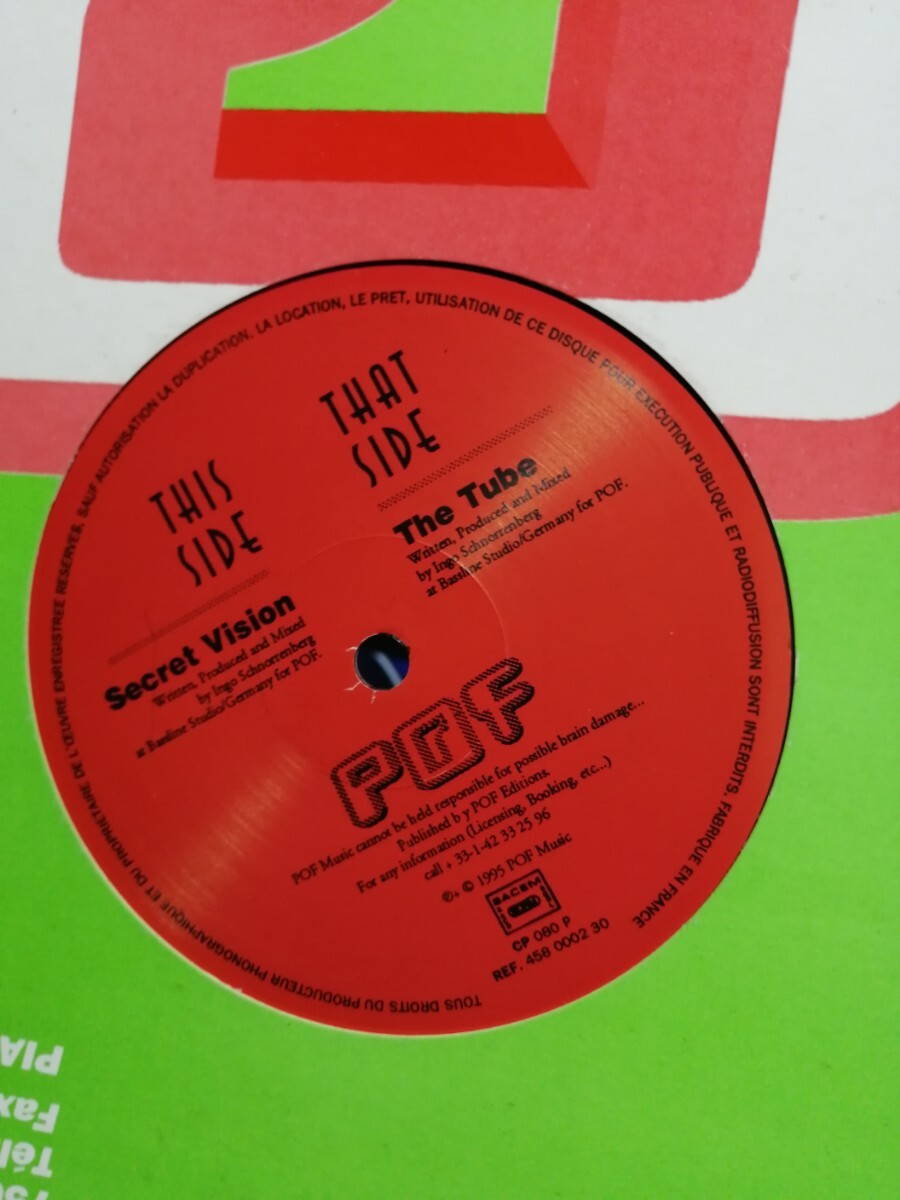 THIS
SIDE
Secret Vision
Written, Produced and Mixed
by Ingo Schnorrenberg
at Bassline Studio/Germany for POF.
THAT
SIDE
The Tube
Written, Produced and Mixed
by Ingo Schnorrenberg
at Bassline Studio/Germany for POF.
POF
POF Music cannot be held responsible for possible brain damage...
Published b y POF Editions.
For any information (Licensing, Booking, etc...)
call + 33-1-42 33 25 96
℗+ © 1995 POF Music
SACEM
CP 080 P
REF. 458 0002 30
TOUS DROITS DU PRODUCTEUR PHONOGRAPHIQUE ET DU PROPRIETAIRE DE L'ŒUVRE ENREGISTREE RESERVES, SAUF AUTORISATION LA DUPLICATION, LA LOCATION, LE PRET, UTILISATION DE CE DISQUE POUR EXECUTION PUBLIQUE ET RADIODIFFUSION SONT INTERDITS. FABRIQUE EN FRANCE